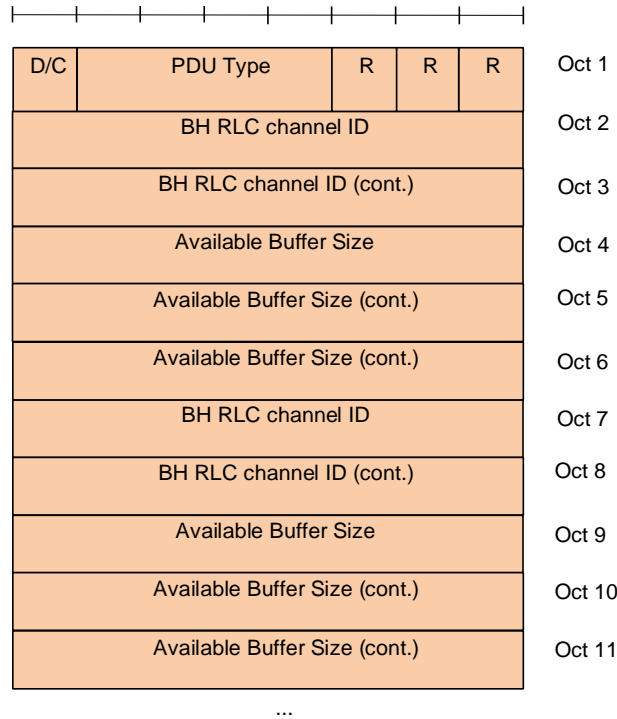 D/C PDU Type R R R Oct 1
BH RLC channel ID Oct 2
BH RLC channel ID (cont.) Oct 3
Available Buffer Size Oct 4
Available Buffer Size (cont.) Oct 5
Available Buffer Size (cont.) Oct 6
BH RLC channel ID Oct 7
BH RLC channel ID (cont.) Oct 8
Available Buffer Size Oct 9
Available Buffer Size (cont.) Oct 10
Available Buffer Size (cont.) Oct 11
...